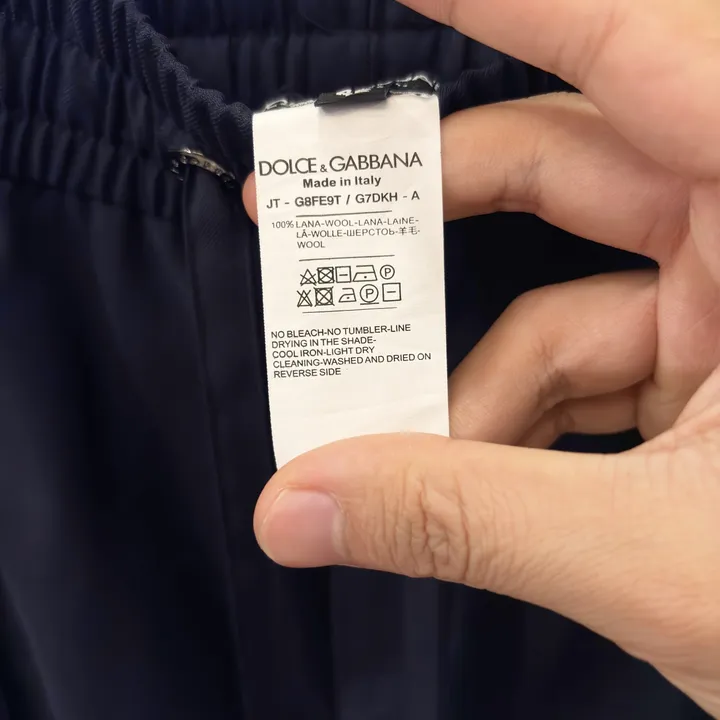 DOLCE & GABBANA
Made in Italy
JT - G8FE9T / G7DKH - A
100% LANA-WOOL-LANA-LAINE-
LÃ-WOLLE-ШЕРСТОЬ-羊毛-
WOOL
P
P
NO BLEACH-NO TUMBLER-LINE
DRYING IN THE SHADE-
COOL IRON-LIGHT DRY
CLEANING-WASHED AND DRIED ON
REVERSE SIDE